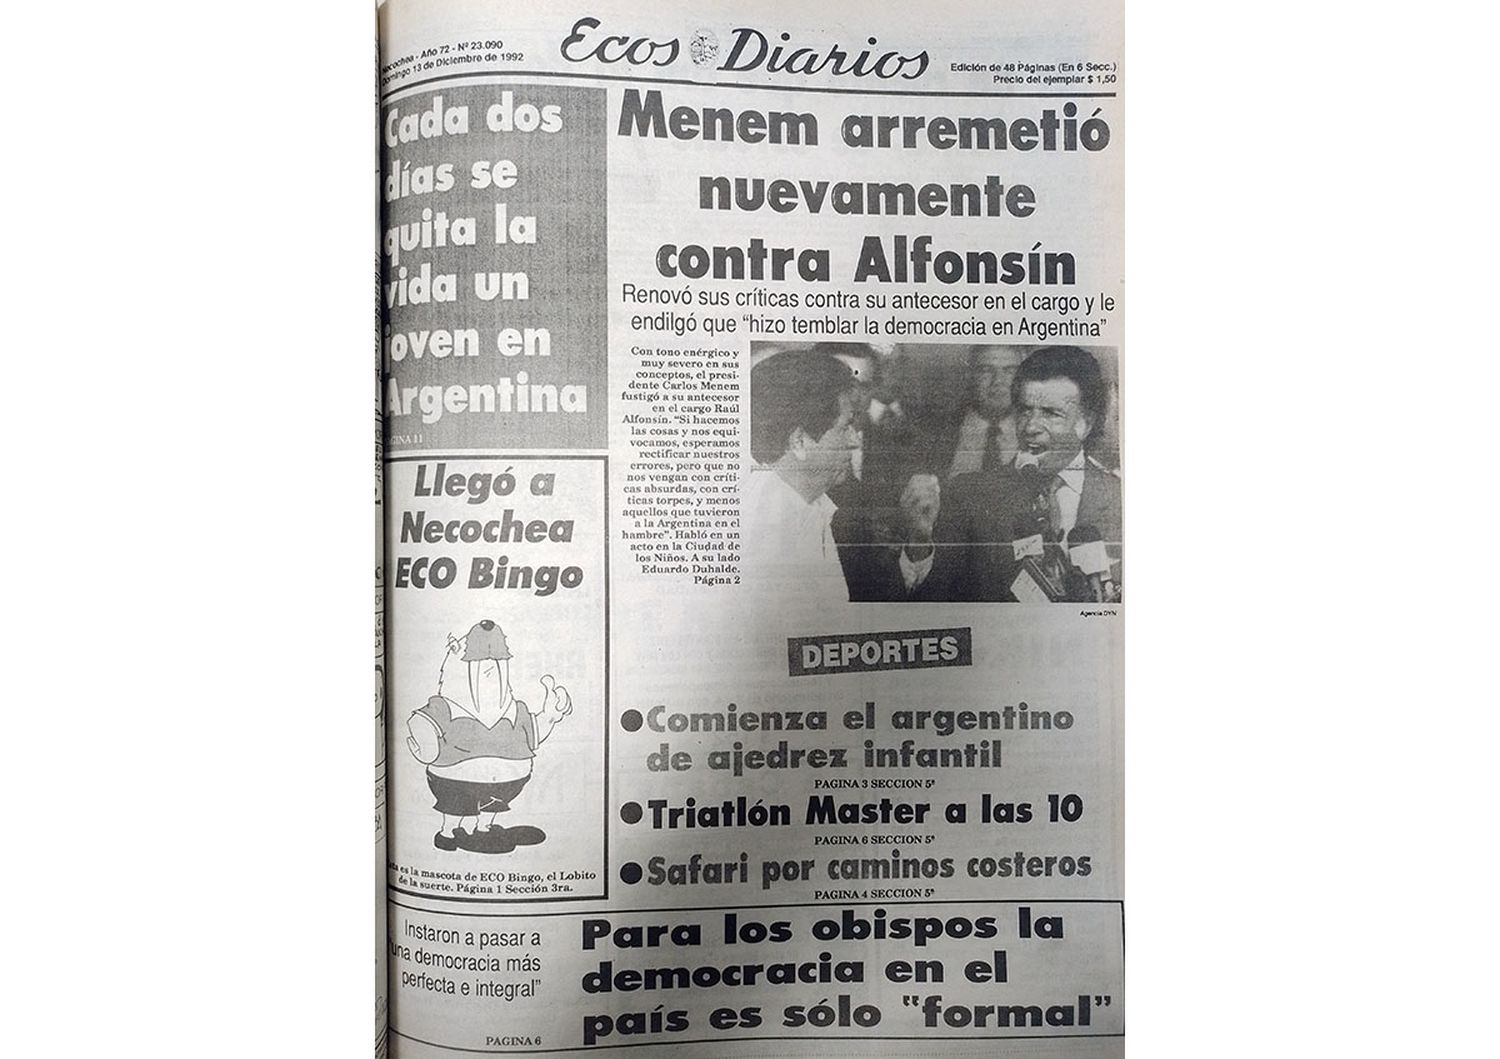 Necochea - Año 72 - Nº 23.090
Domingo 13 de Diciembre de 1992
Ecos Diarios
Edición de 48 Páginas (En 6 Secc.)
Precio del ejemplar $ 1,50
Cada dos
días se
quita la
vida un
joven en
Argentina
PAGINA 11
Menem arremetió
nuevamente
contra Alfonsín
Renovó sus críticas contra su antecesor en el cargo y le
endilgó que "hizo temblar la democracia en Argentina"
Con tono enérgico y
muy severo en sus
conceptos, el presi-
dente Carlos Menem
fustigó a su antecesor
en el cargo Raúl
Alfonsín. "Si hacemos
las cosas y nos equi-
vocamos, esperamos
rectificar nuestros
errores, pero que no
nos vengan con críti-
cas absurdas, con crí-
ticas torpes, y menos
aquellos que tuvieron
a la Argentina en el
hambre". Habló en un
acto en la Ciudad de
los Niños. A su lado
Eduardo Duhalde.
Página 2
Agencia DYN
Llegó a
Necochea
ECO Bingo
es la mascota de ECO Bingo, el Lobito
de la suerte. Página 1 Sección 3ra.
DEPORTES
●Comienza el argentino
de ajedrez infantil
PAGINA 3 SECCION 5ª
●Triatlón Master a las 10
PAGINA 6 SECCION 5ª
●Safari por caminos costeros
PAGINA 4 SECCION 5ª
Instaron a pasar a
"una democracia más
perfecta e integral"
PAGINA 6
Para los obispos la
democracia en el
país es sólo "formal"